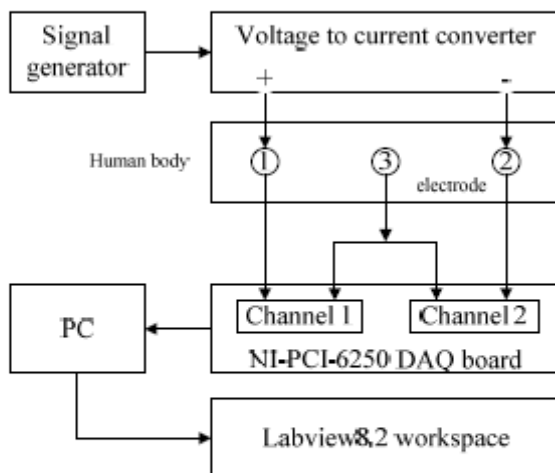 Signal
generator
Voltage to current converter
+ -
Human body
1 3 2
electrode
Channel 1 Channel 2
NI-PCI-6250 DAQ board
PC
Labview8.2 workspace